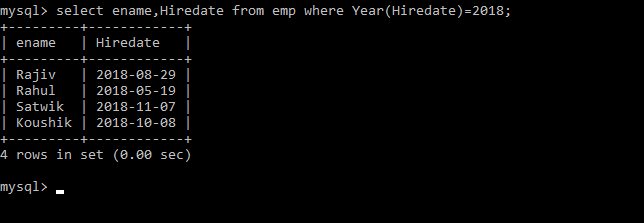 mysql> select ename,Hiredate from emp where Year(Hiredate)=2018;
+---------+------------+
| ename   | Hiredate   |
+---------+------------+
| Rajiv   | 2018-08-29 |
| Rahul   | 2018-05-19 |
| Satwik  | 2018-11-07 |
| Koushik | 2018-10-08 |
+---------+------------+
4 rows in set (0.00 sec)
mysql> _